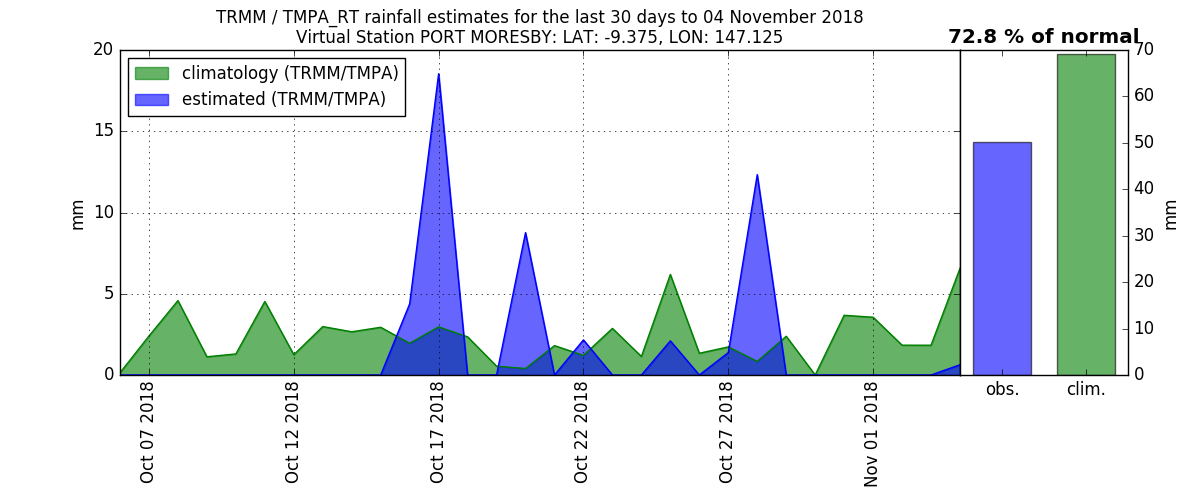 TRMM / TMPA_RT rainfall estimates for the last 30 days to 04 November 2018
Virtual Station PORT MORESBY: LAT: -9.375, LON: 147.125
72.8 % of normal
climatology (TRMM/TMPA)
estimated (TRMM/TMPA)
20
15
10
5
0
mm
Oct 07 2018
Oct 12 2018
Oct 17 2018
Oct 22 2018
Oct 27 2018
Nov 01 2018
70
60
50
40
30
20
10
0
mm
obs.
clim.